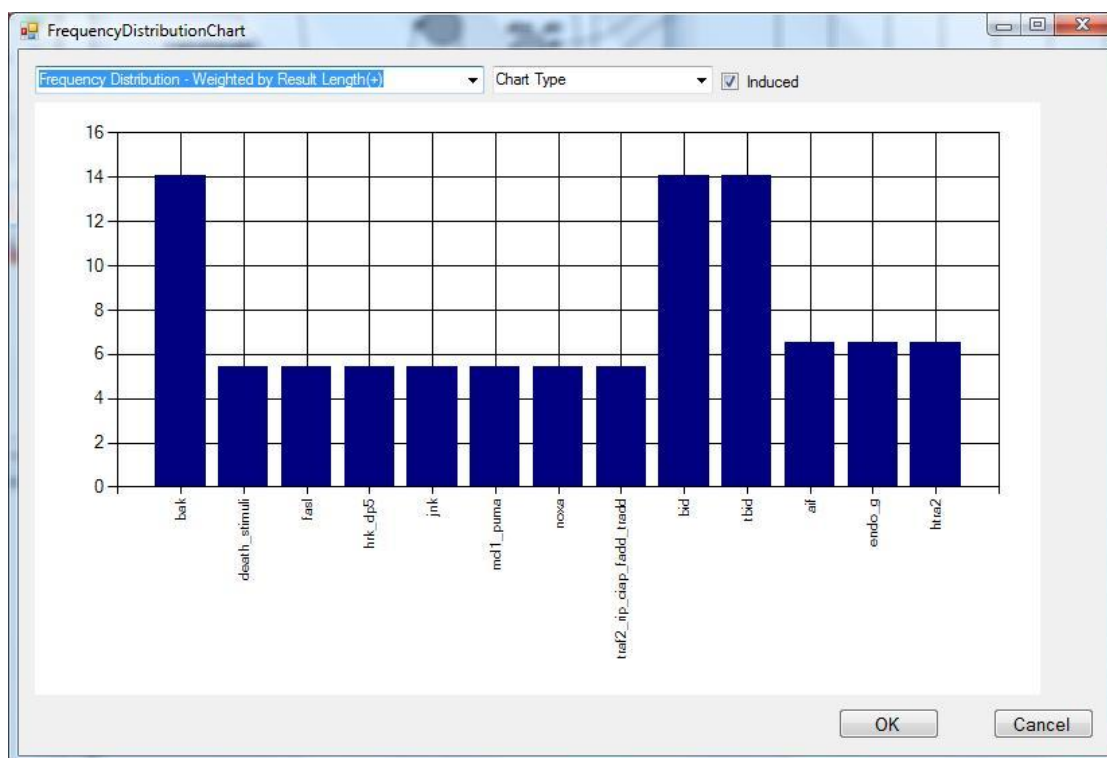 FrequencyDistributionChart
Frequency Distribution - Weighted by Result Length(+)
Chart Type
Induced
16
14
12
10
8
6
4
2
0
bak
death_stimuli
fasl
hrk_dp5
jnk
mcl1_puma
noxa
traf2_rip_ciap_fadd_tradd
bid
tbid
aif
endo_g
htra2
OK
Cancel